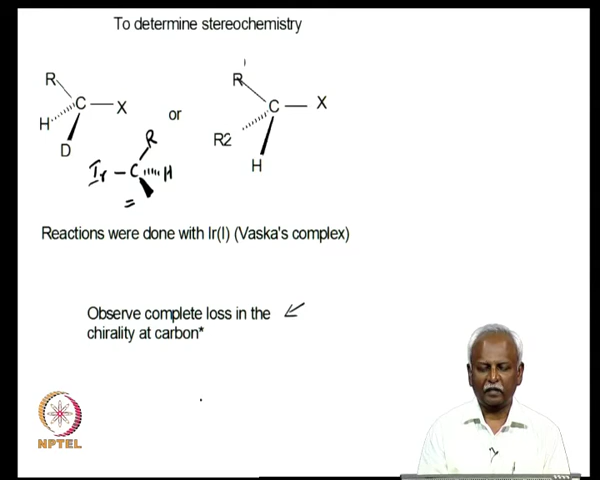 To determine stereochemistry
R
C
X
H
D
or
R
C
X
R2
H
Ir
C
R
H
=
Reactions were done with Ir(I) (Vaska's complex)
Observe complete loss in the
chirality at carbon*
NPTEL